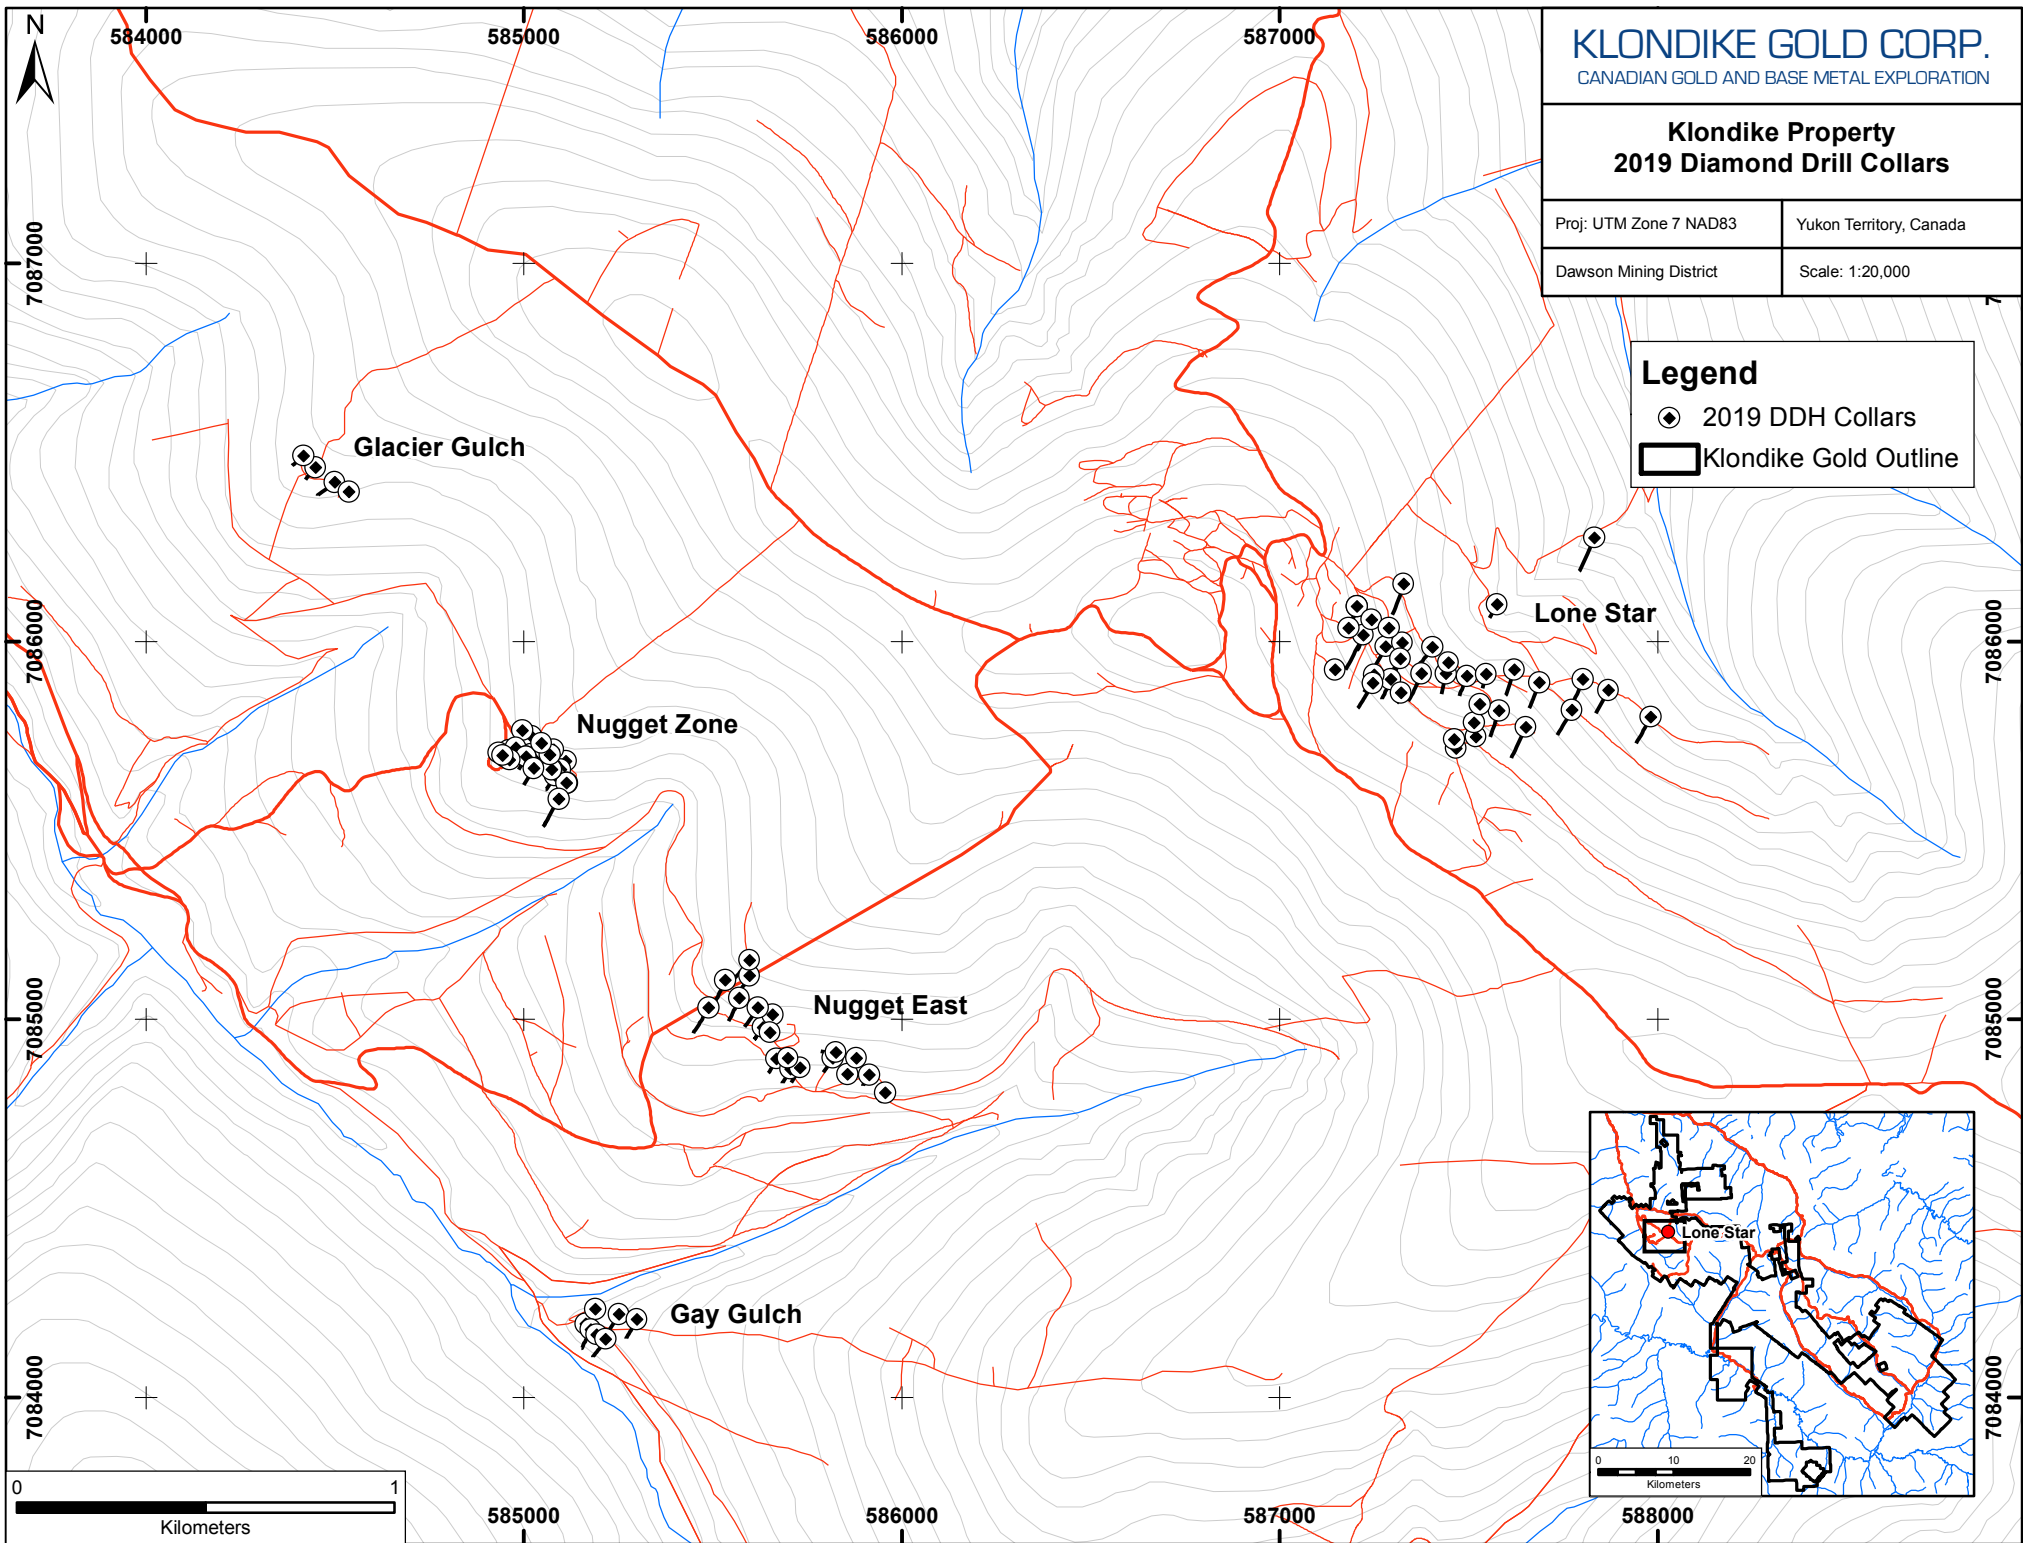 N
584000
585000
586000
587000
KLONDIKE GOLD CORP.
CANADIAN GOLD AND BASE METAL EXPLORATION
Klondike Property
2019 Diamond Drill Collars
Proj: UTM Zone 7 NAD83
Yukon Territory, Canada
Dawson Mining District
Scale: 1:20,000
7087000
Legend
2019 DDH Collars
Klondike Gold Outline
Glacier Gulch
Lone Star
7086000
7086000
Nugget Zone
Nugget East
7085000
7085000
Lone Star
Gay Gulch
7084000
7084000
0 10 20
Kilometers
0 1
Kilometers
585000
586000
587000
588000